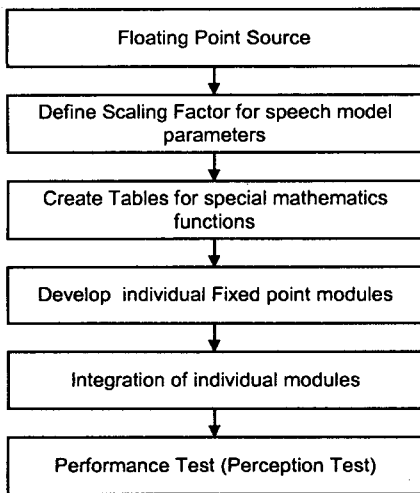 Floating Point Source
Define Scaling Factor for speech model
parameters
Create Tables for special mathematics
functions
Develop individual Fixed point modules
Integration of individual modules
Performance Test (Perception Test)